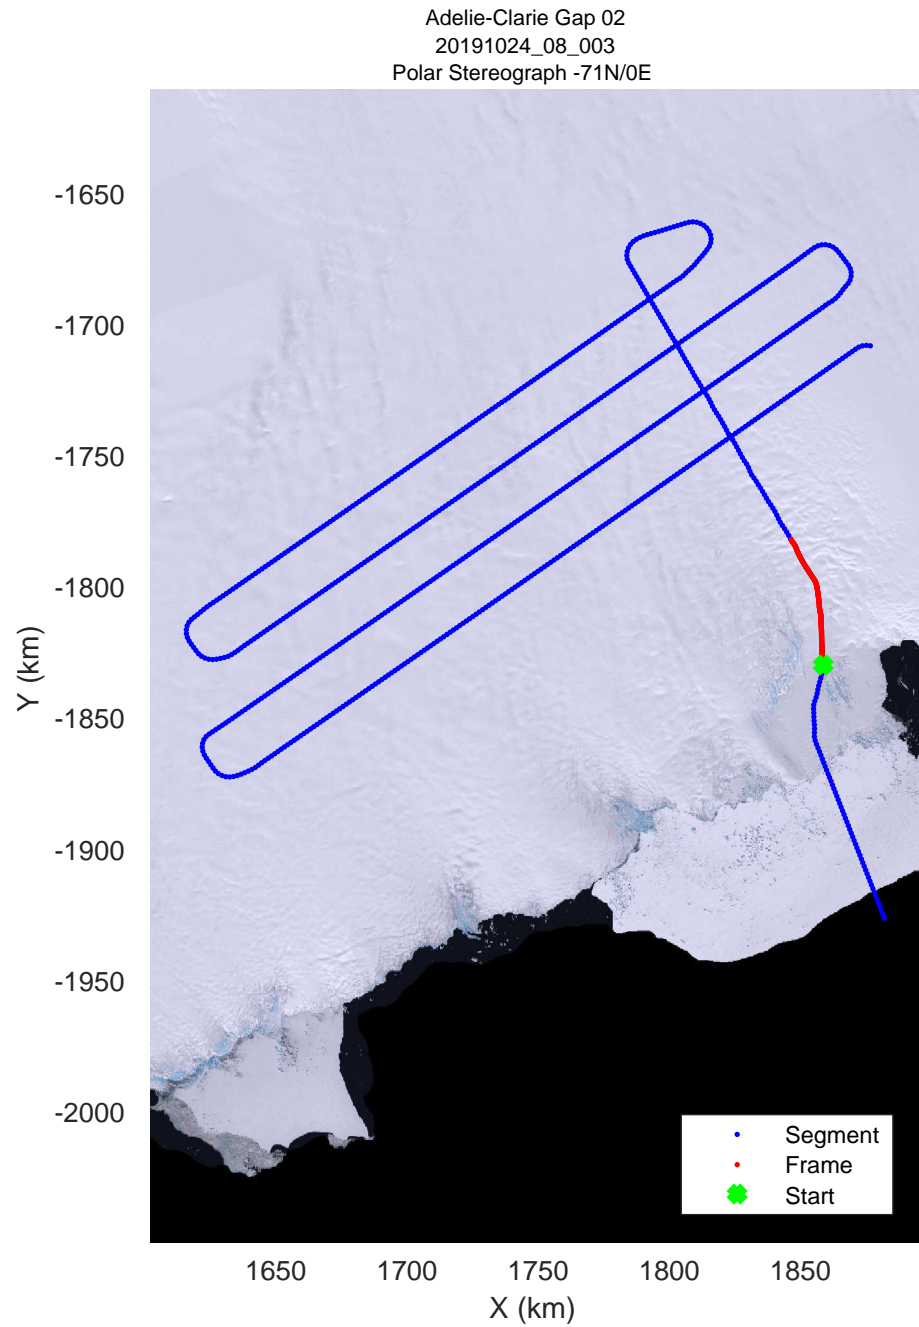 Adelie-Clarie Gap 02
20191024_08_003
Polar Stereograph -71N/0E
-1650
-1700
-1750
-1800
-1850
-1900
-1950
-2000
Y (km)
Segment
Frame
Start
1650
1700
1750
1800
1850
X (km)